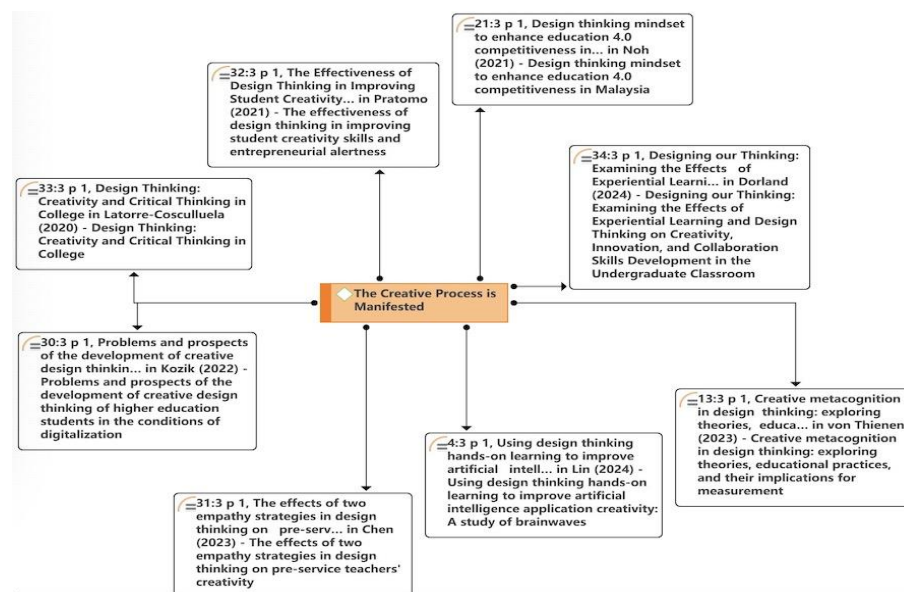 21:3 p 1, Design thinking mindset
to enhance education 4.0
competitiveness in... in Noh
(2021) - Design thinking mindset
to enhance education 4.0
competitiveness in Malaysia
32:3 p 1, The Effectiveness of
Design Thinking in Improving
Student Creativity... in Pratomo
(2021) - The effectiveness of
design thinking in improving
student creativity skills and
entrepreneurial alertness
34:3 p 1, Designing our Thinking:
Examining the Effects of
Experiential Learni... in Dorland
(2024) - Designing our Thinking:
Examining the Effects of
Experiential Learning and Design
Thinking on Creativity,
Innovation, and Collaboration
Skills Development in the
Undergraduate Classroom
33:3 p 1, Design Thinking:
Creativity and Critical Thinking in
College in Latorre-Cosculluela
(2020) - Design Thinking:
Creativity and Critical Thinking in
College
The Creative Process is
Manifested
30:3 p 1, Problems and prospects
of the development of creative
design thinkin... in Kozik (2022) -
Problems and prospects of the
development of creative design
thinking of higher education
students in the conditions of
digitalization
13:3 p 1, Creative metacognition
in design thinking: exploring
theories, educa... in von Thienen
(2023) - Creative metacognition
in design thinking: exploring
theories, educational practices,
and their implications for
measurement
4:3 p 1, Using design thinking
hands-on learning to improve
artificial intell... in Lin (2024) -
Using design thinking hands-on
learning to improve artificial
intelligence application creativity:
A study of brainwaves
31:3 p 1, The effects of two
empathy strategies in design
thinking on pre-serv... in Chen
(2023) - The effects of two
empathy strategies in design
thinking on pre-service teachers'
creativity